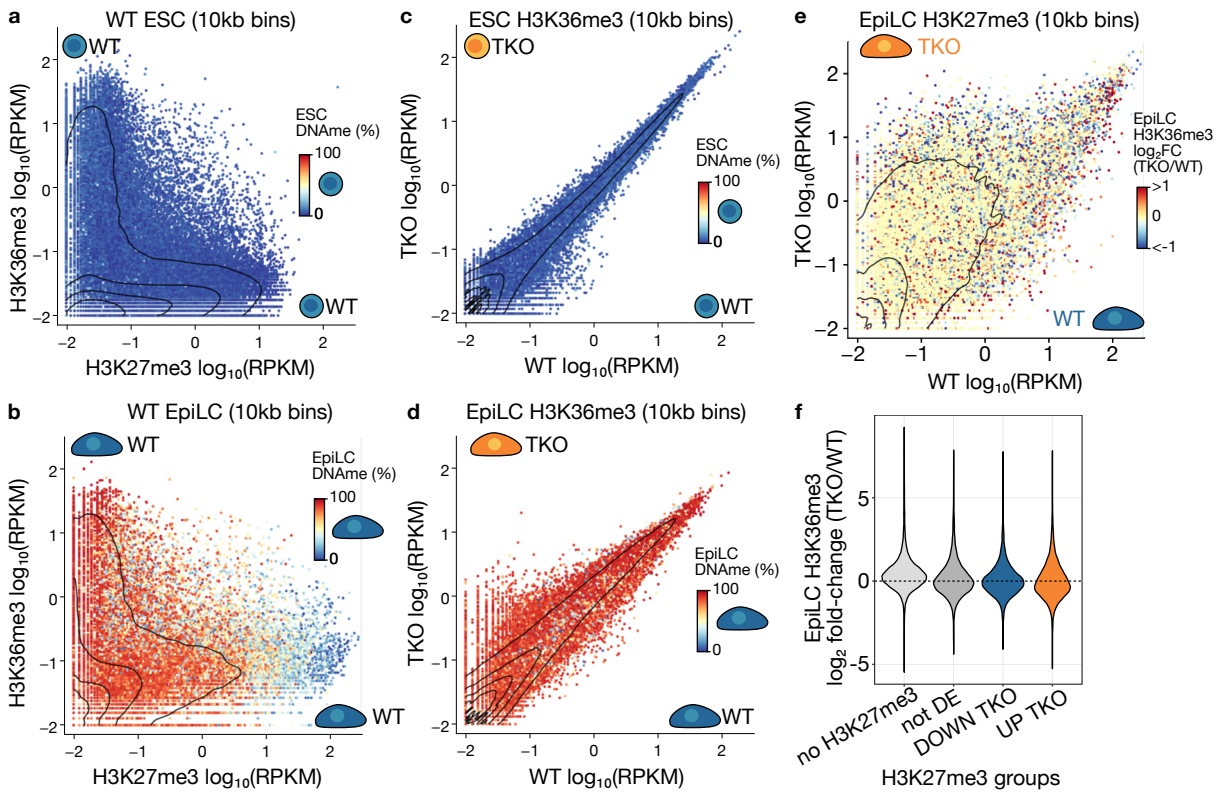 a
WT ESC (10kb bins)
WT
H3K36me3 log10(RPKM)
2
1
0
−1
−2
ESC
DNAme (%)
100
0
WT
−2 −1 0 1 2
H3K27me3 log10(RPKM)
c
ESC H3K36me3 (10kb bins)
TKO
TKO log10(RPKM)
2
1
0
−1
−2
ESC
DNAme (%)
100
0
WT
−2 −1 0 1 2
WT log10(RPKM)
e
EpiLC H3K27me3 (10kb bins)
TKO
TKO log10(RPKM)
2
1
0
−1
−2
EpiLC
H3K36me3
log2FC
(TKO/WT)
>1
0
<-1
WT
−2 −1 0 1 2
WT log10(RPKM)
b
WT EpiLC (10kb bins)
WT
H3K36me3 log10(RPKM)
2
1
0
−1
−2
EpiLC
DNAme (%)
100
0
WT
−2 −1 0 1 2
H3K27me3 log10(RPKM)
d
EpiLC H3K36me3 (10kb bins)
TKO
TKO log10(RPKM)
2
1
0
−1
−2
EpiLC
DNAme (%)
100
0
WT
−2 −1 0 1 2
WT log10(RPKM)
f
EpiLC H3K36me3
log2 fold-change (TKO/WT)
5
0
−5
no H3K27me3
not DE
DOWN TKO
UP TKO
H3K27me3 groups